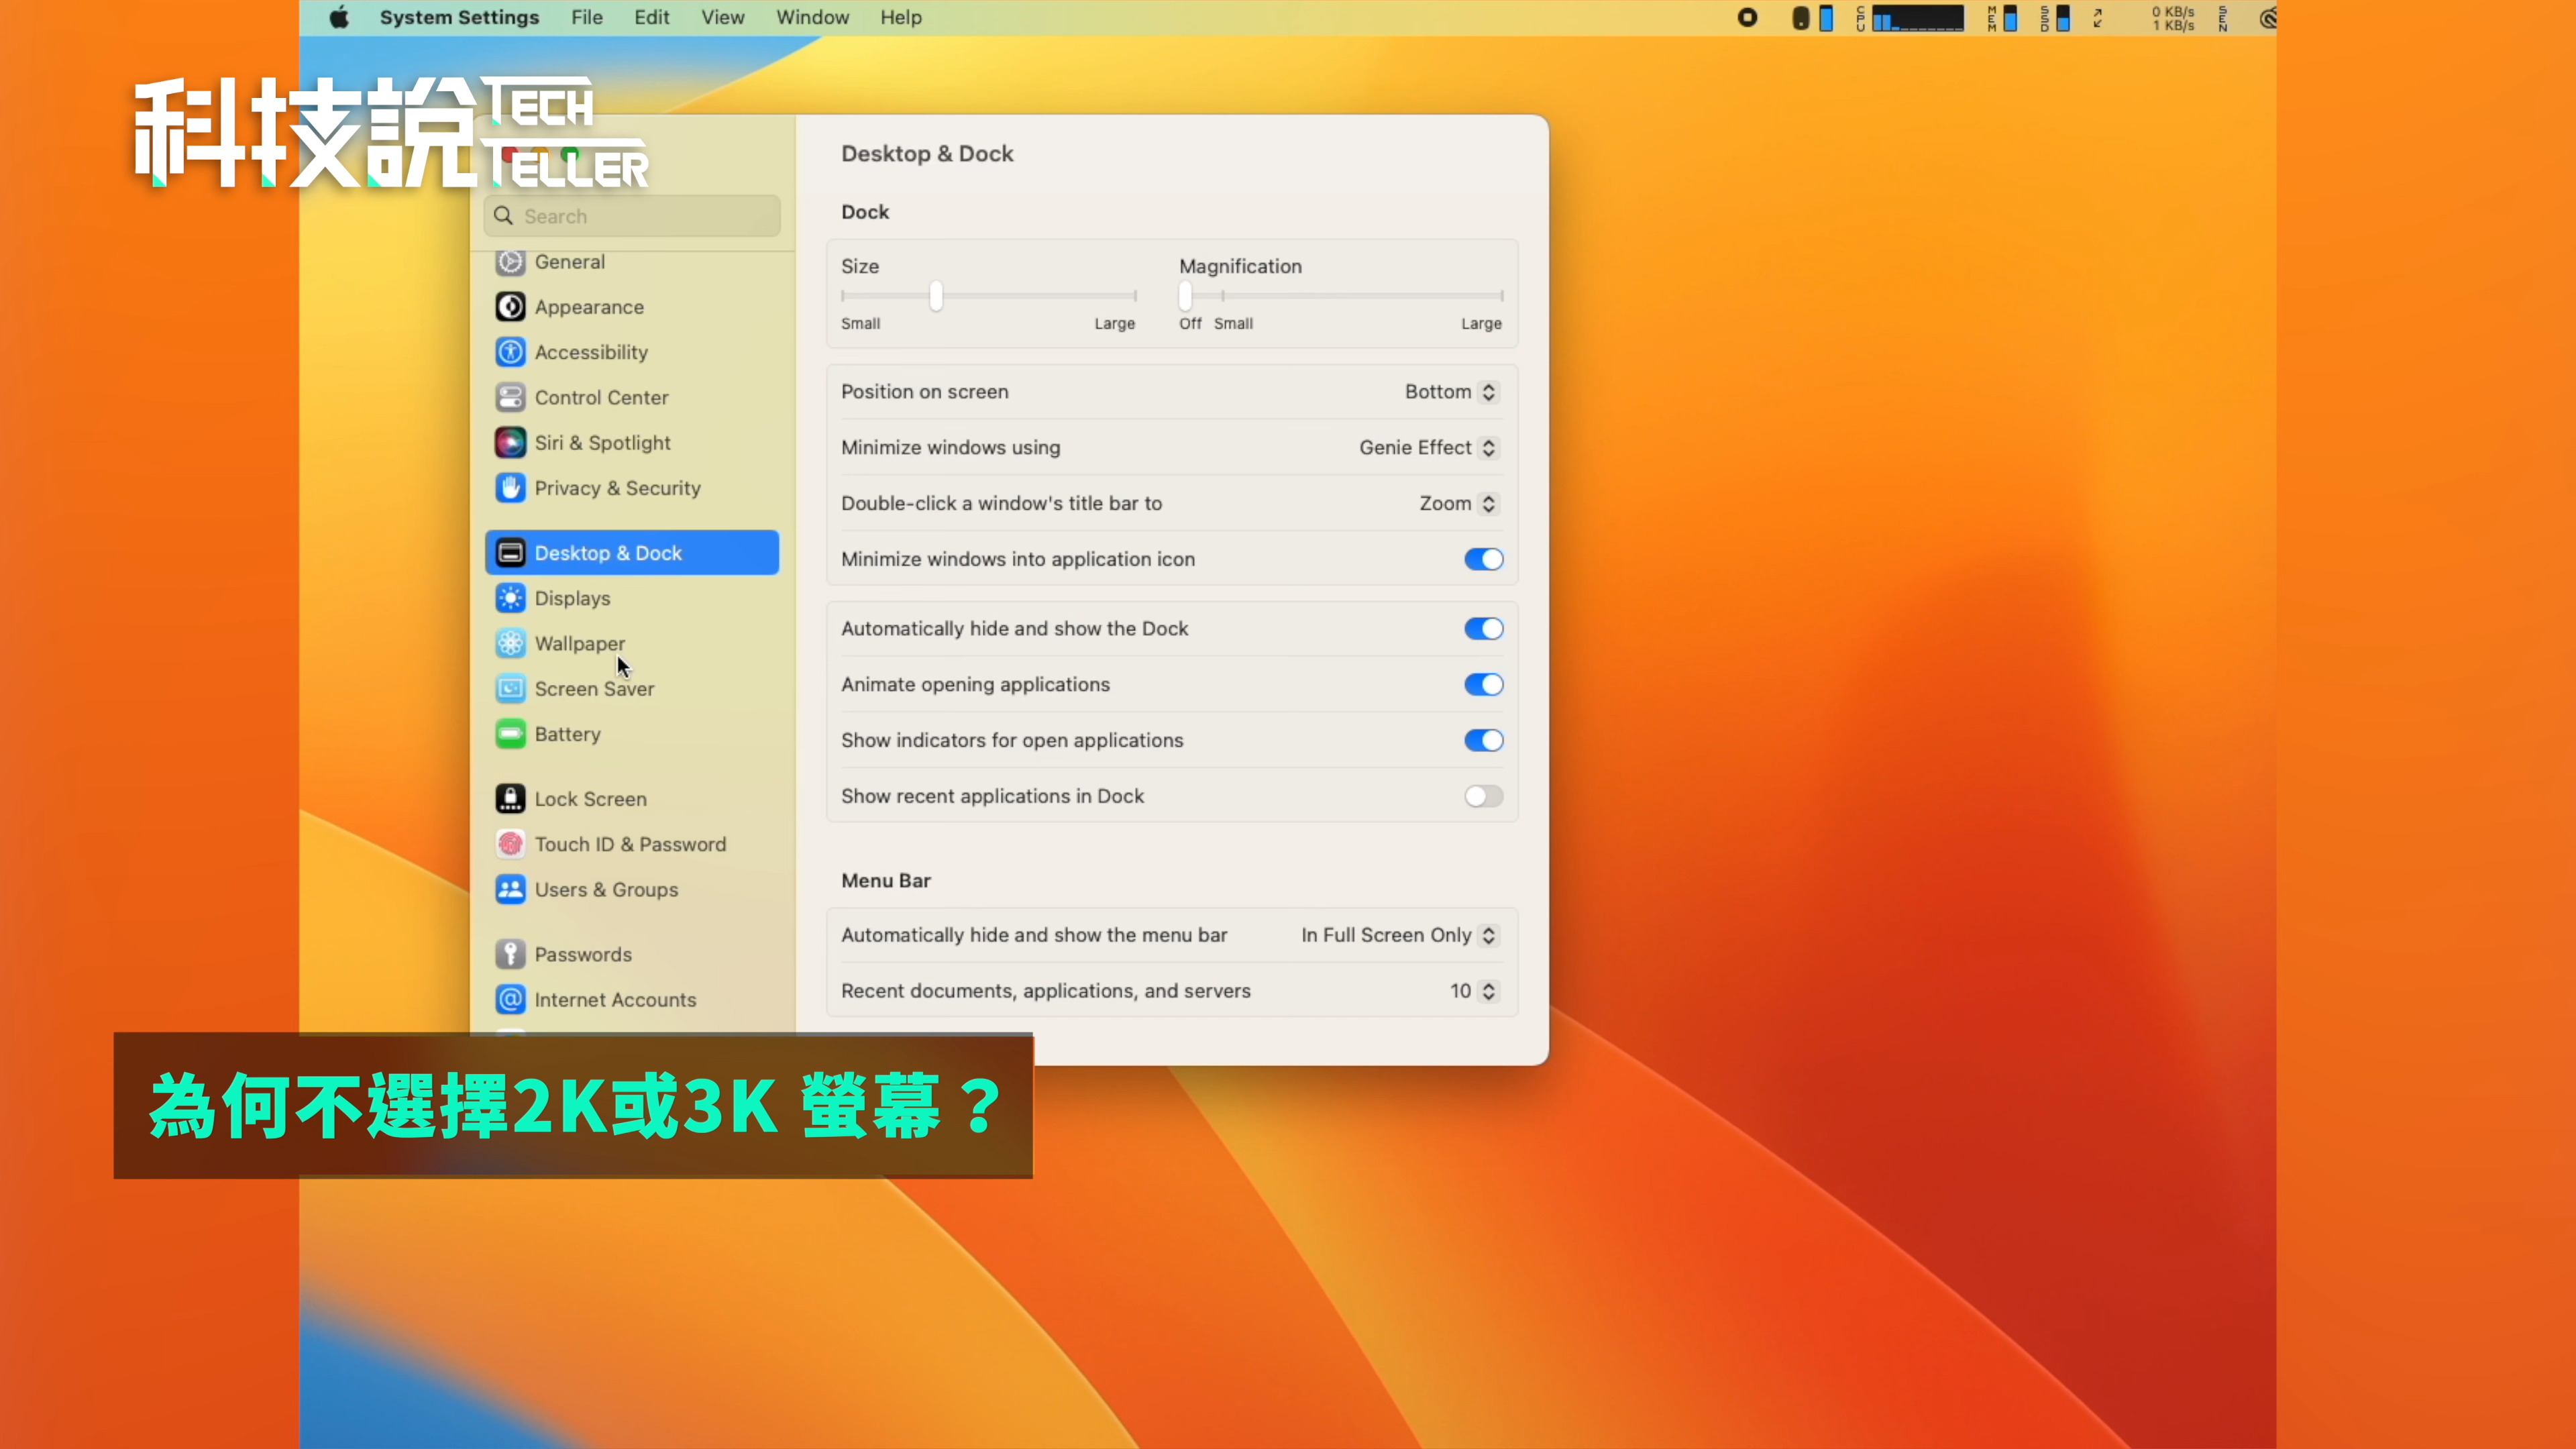 System Settings File Edit View Window Help
CPU MEM SSD 0 KB/s 1 KB/s SEN
科技說 TECH TELLER
Search
General
Appearance
Accessibility
Control Center
Siri & Spotlight
Privacy & Security
Desktop & Dock
Displays
Wallpaper
Screen Saver
Battery
Lock Screen
Touch ID & Password
Users & Groups
Passwords
Internet Accounts
Desktop & Dock
Dock
Size Magnification
Small Large Off Small Large
Position on screen Bottom
Minimize windows using Genie Effect
Double-click a window's title bar to Zoom
Minimize windows into application icon
Automatically hide and show the Dock
Animate opening applications
Show indicators for open applications
Show recent applications in Dock
Menu Bar
Automatically hide and show the menu bar In Full Screen Only
Recent documents, applications, and servers 10
為何不選擇2K或3K 螢幕？